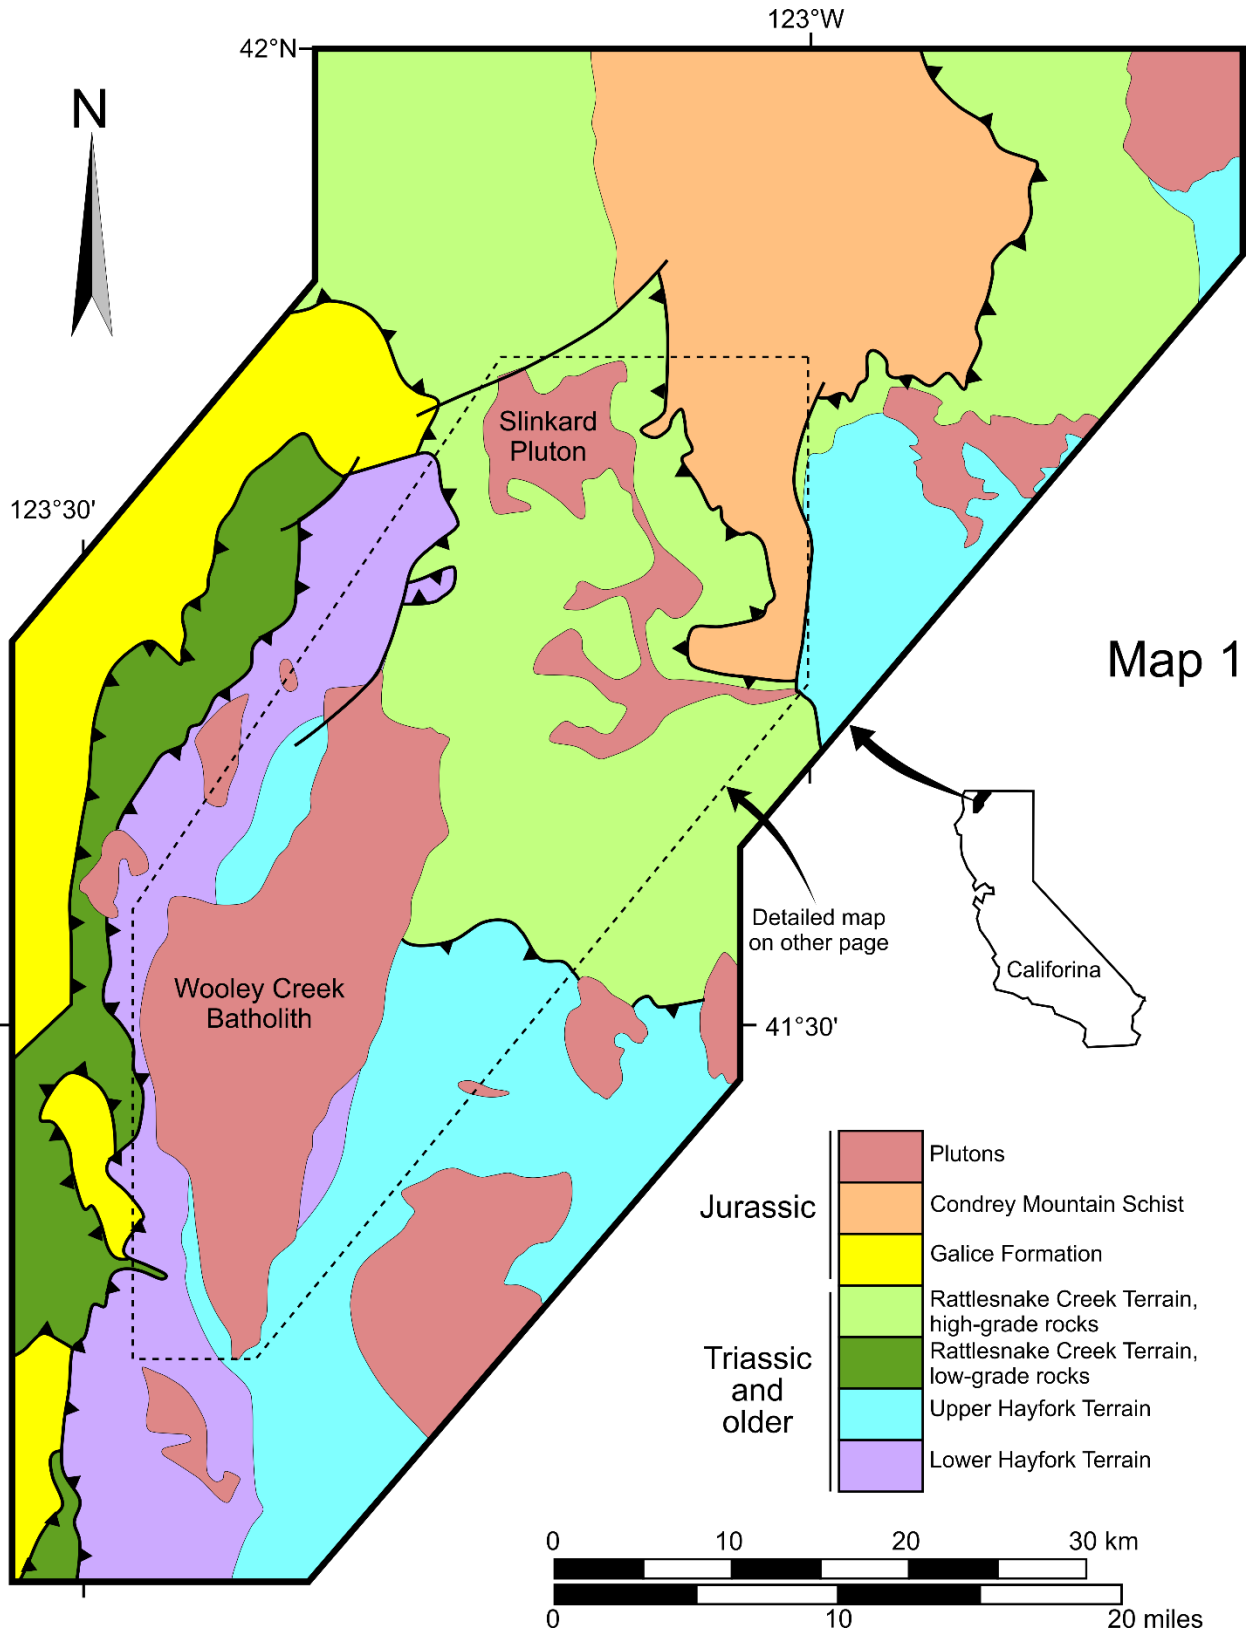 123°W
42°N
N
Slinkard
Pluton
123°30'
Map 1
Detailed map
on other page
Califorina
Wooley Creek
Batholith
41°30'
Jurassic
Plutons
Condrey Mountain Schist
Galice Formation
Triassic
and
older
Rattlesnake Creek Terrain,
high-grade rocks
Rattlesnake Creek Terrain,
low-grade rocks
Upper Hayfork Terrain
Lower Hayfork Terrain
0 10 20 30 km
0 10 20 miles